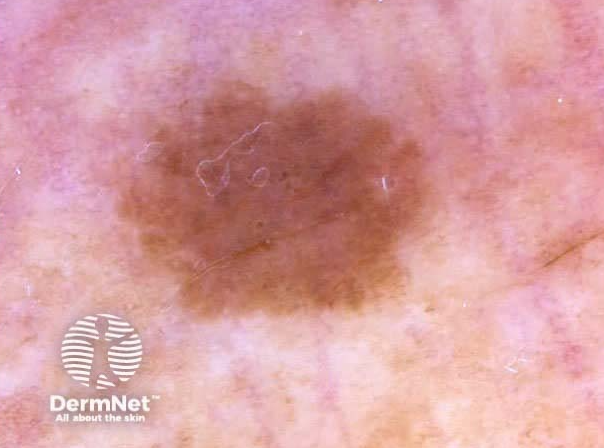 DermNet™
All about the skin